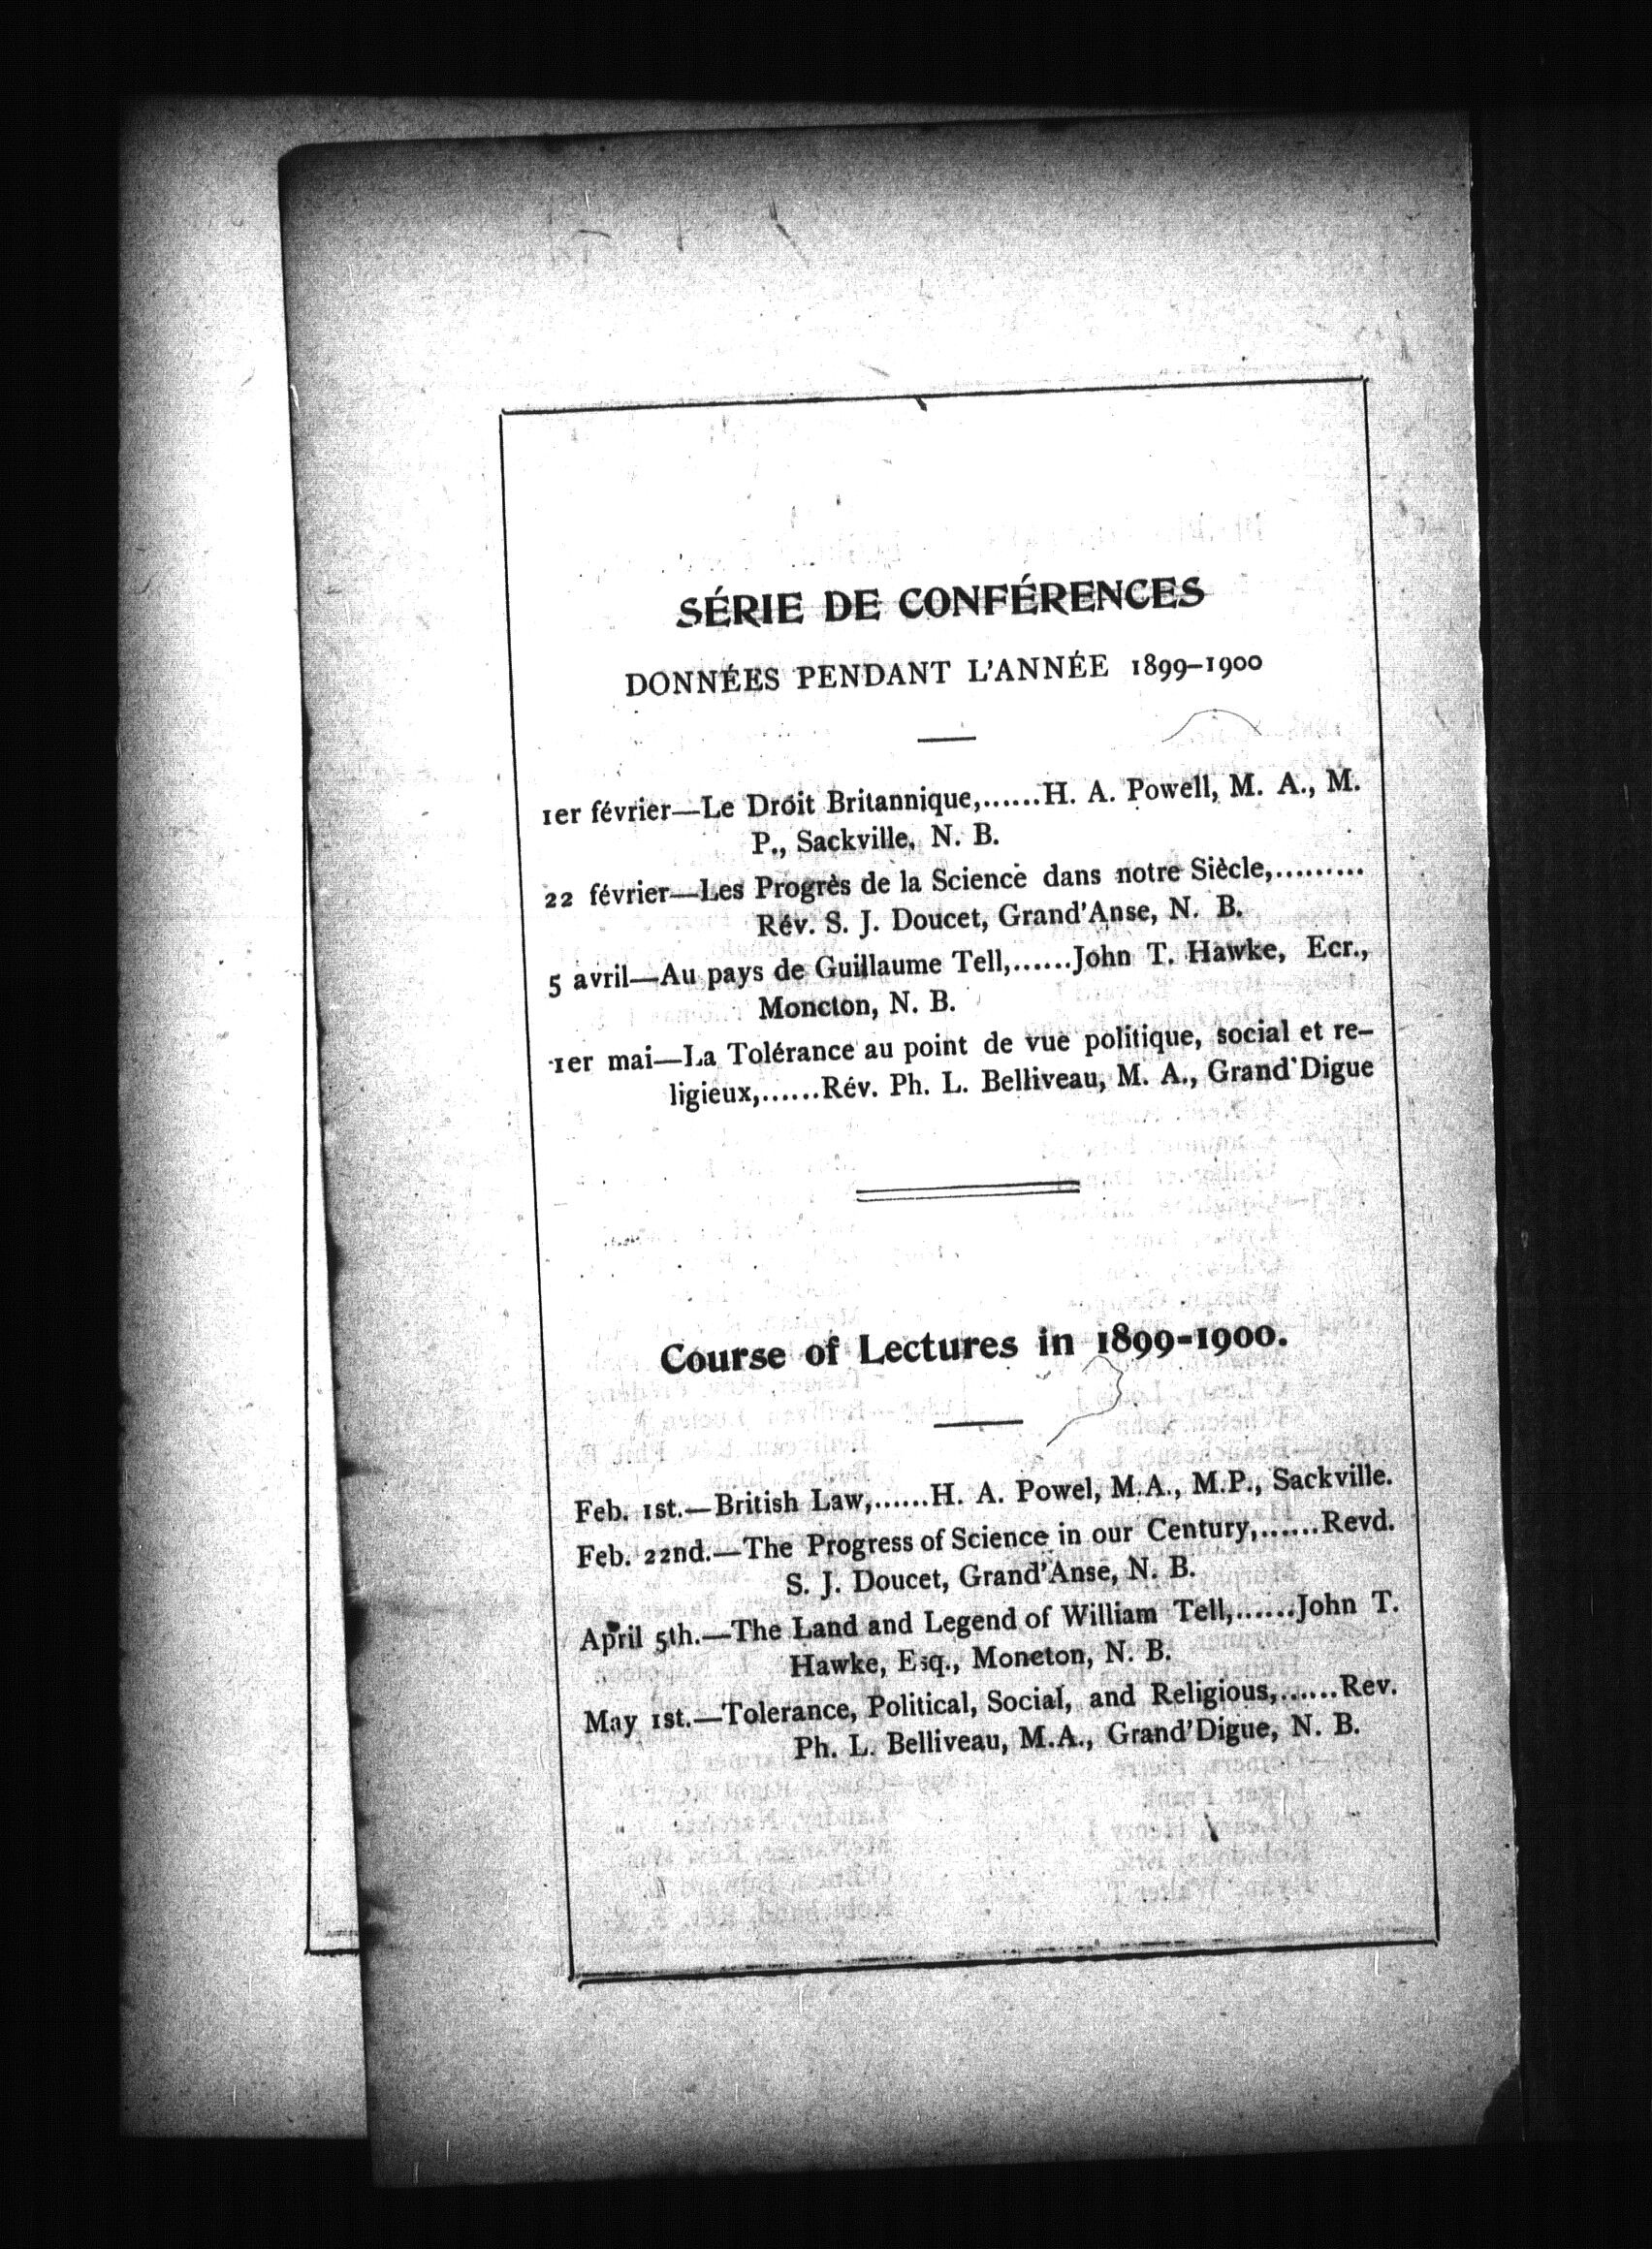 SÉRIE DE CONFÉRENCES
DONNÉES PENDANT L'ANNÉE 1899-1900
1er février—Le Droit Britannique,......H. A. Powell, M. A., M.
P., Sackville, N. B.
22 février—Les Progrès de la Science dans notre Siècle,.........
Rév. S. J. Doucet, Grand'Anse, N. B.
5 avril—Au pays de Guillaume Tell,......John T. Hawke, Ecr.,
Moncton, N. B.
1er mai—La Tolérance au point de vue politique, social et re-
ligieux,......Rév. Ph. L. Belliveau, M. A., Grand'Digue
Course of Lectures in 1899-1900.
Feb. 1st.—British Law,......H. A. Powel, M.A., M.P., Sackville.
Feb. 22nd.—The Progress of Science in our Century,......Revd.
S. J. Doucet, Grand'Anse, N. B.
April 5th.—The Land and Legend of William Tell,......John T.
Hawke, Esq., Moneton, N. B.
May 1st.—Tolerance, Political, Social, and Religious,......Rev.
Ph. L. Belliveau, M.A., Grand'Digue, N. B.